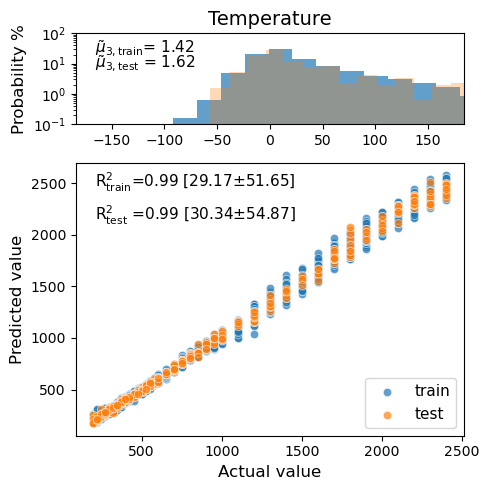 Temperature
Probability %
10²
10¹
10⁰
10⁻¹
μ̃₃,train= 1.42
μ̃₃,test = 1.62
−150 −100 −50 0 50 100 150
Predicted value
2500
2000
1500
1000
500
R²train=0.99 [29.17±51.65]
R²test =0.99 [30.34±54.87]
train
test
500 1000 1500 2000 2500
Actual value